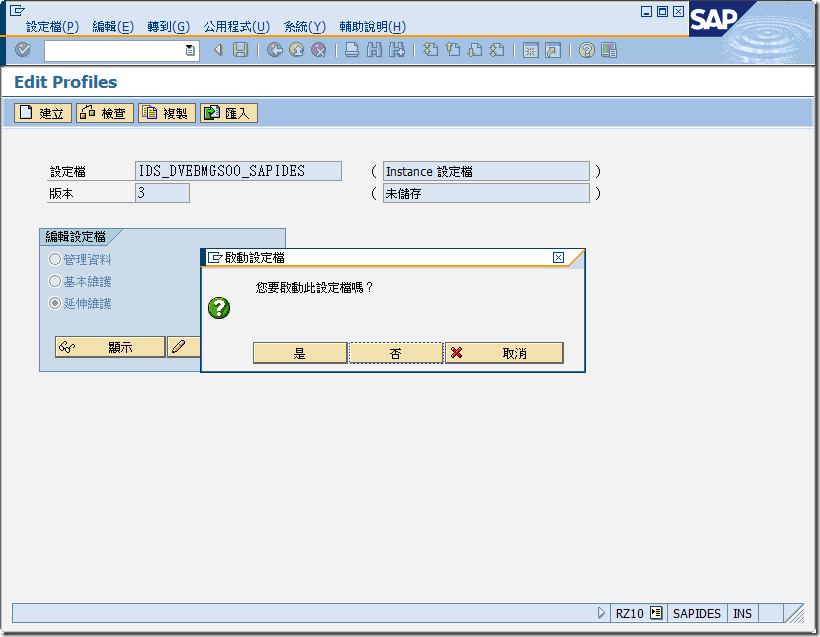 設定檔(P) 編輯(E) 轉到(G) 公用程式(U) 系統(Y) 輔助說明(H)
SAP
Edit Profiles
建立 檢查 複製 匯入
設定檔 IDS_DVEBMGS00_SAPIDES ( Instance 設定檔 )
版本 3 ( 未儲存 )
編輯設定檔
管理資料
基本維護
延伸維護
顯示
啟動設定檔
您要啟動此設定檔嗎？
是 否 取消
RZ10 SAPIDES INS